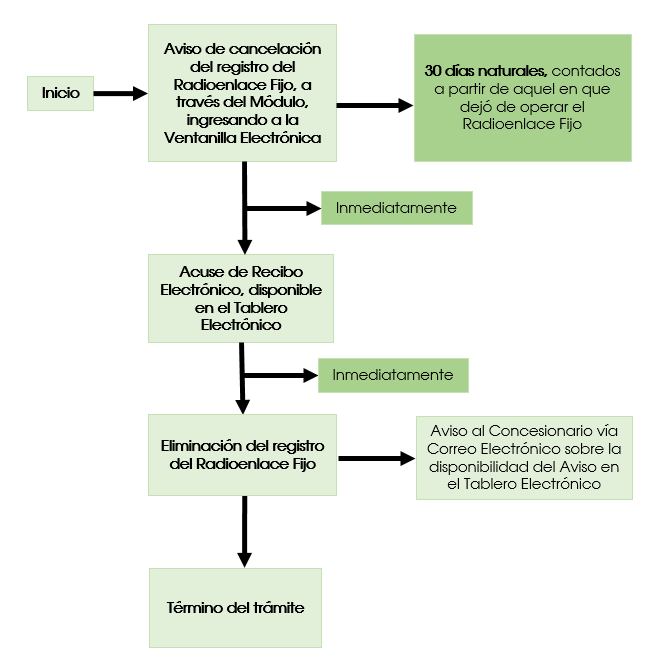 Inicio
Aviso de cancelación
del registro del
Radioenlace Fijo, a
través del Módulo,
ingresando a la
Ventanilla Electrónica
30 días naturales, contados
a partir de aquel en que
dejó de operar el
Radioenlace Fijo
Inmediatamente
Acuse de Recibo
Electrónico, disponible
en el Tablero
Electrónico
Inmediatamente
Eliminación del registro
del Radioenlace Fijo
Aviso al Concesionario vía
Correo Electrónico sobre la
disponibilidad del Aviso en
el Tablero Electrónico
Término del trámite